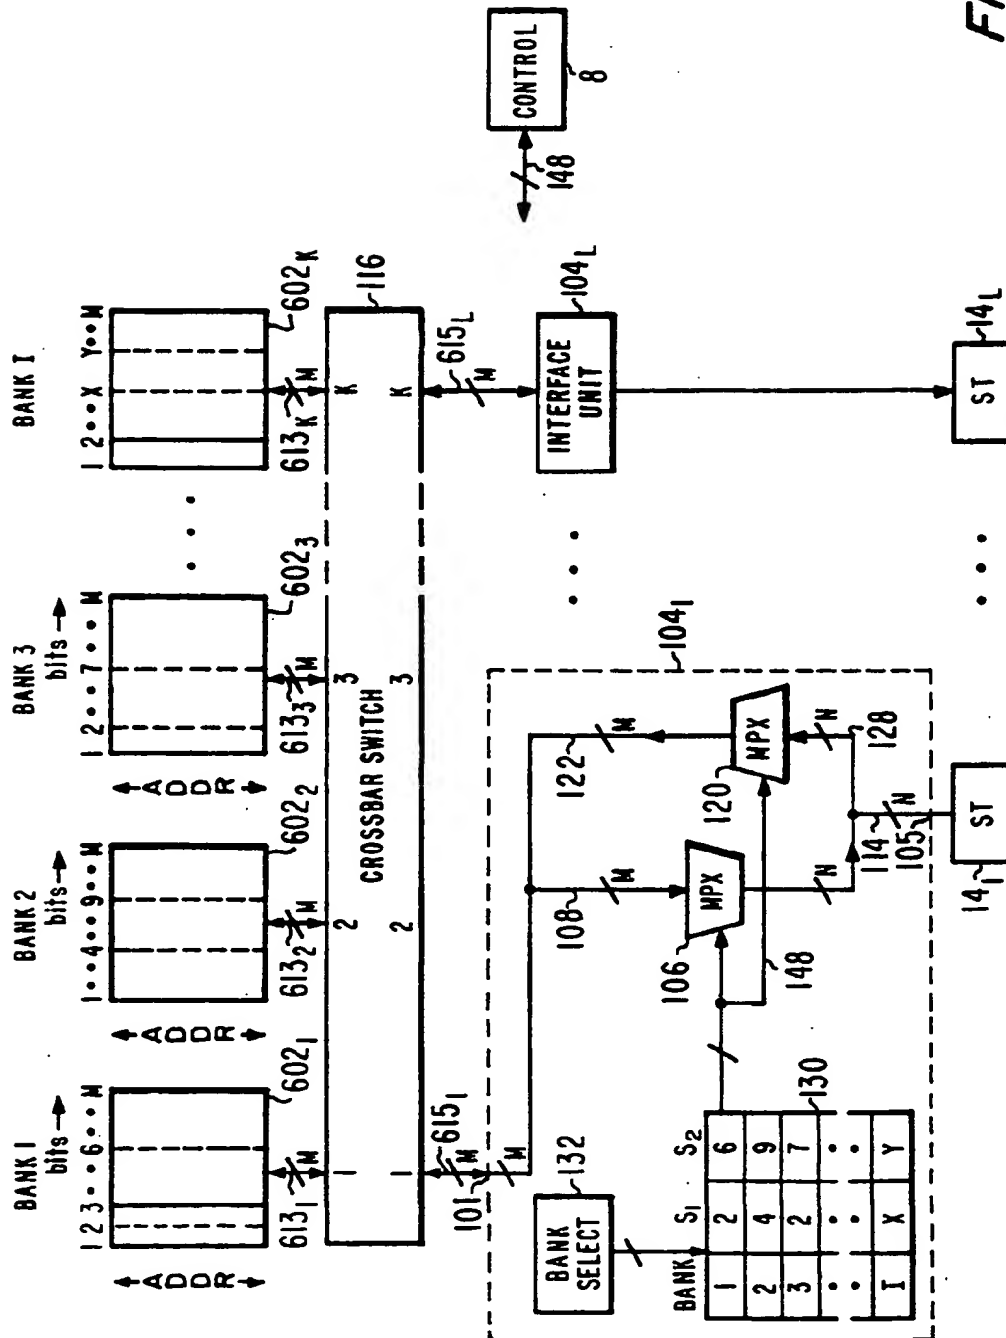 BANK 1
bits
1 2 3 • • 6 • • • M
ADDR
602₁
613₁
M
BANK 2
bits
1 • • 4 • • 9 • • M
ADDR
602₂
613₂
M
BANK 3
bits
1 2 • • 7 • • • M
ADDR
602₃
613₃
M
• • •
BANK I
1 2 • • X • • Y • • M
602K
613K
M
1 2 3 K
CROSSBAR SWITCH
116
1 2 3 K
615₁
M
101
M
615L
M
CONTROL
8
148
104₁
108
M
122
M
106
MPX
120
MPX
148
N
N
128
114
N
105
BANK SELECT
132
BANK S₁ S₂
1 2 6
2 4 9
3 2 7
130
• • •
• • •
I X Y
• • •
INTERFACE
UNIT
104L
ST
14₁
• • •
ST
14L